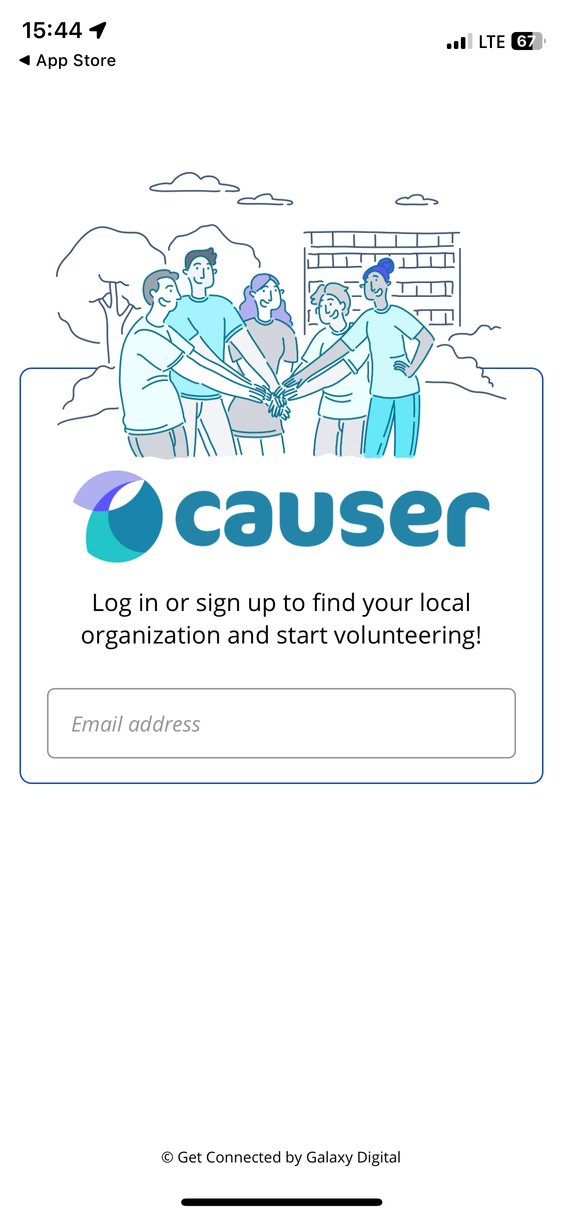 15:44
LTE
67
App Store
causer
Log in or sign up to find your local
organization and start volunteering!
Email address
© Get Connected by Galaxy Digital